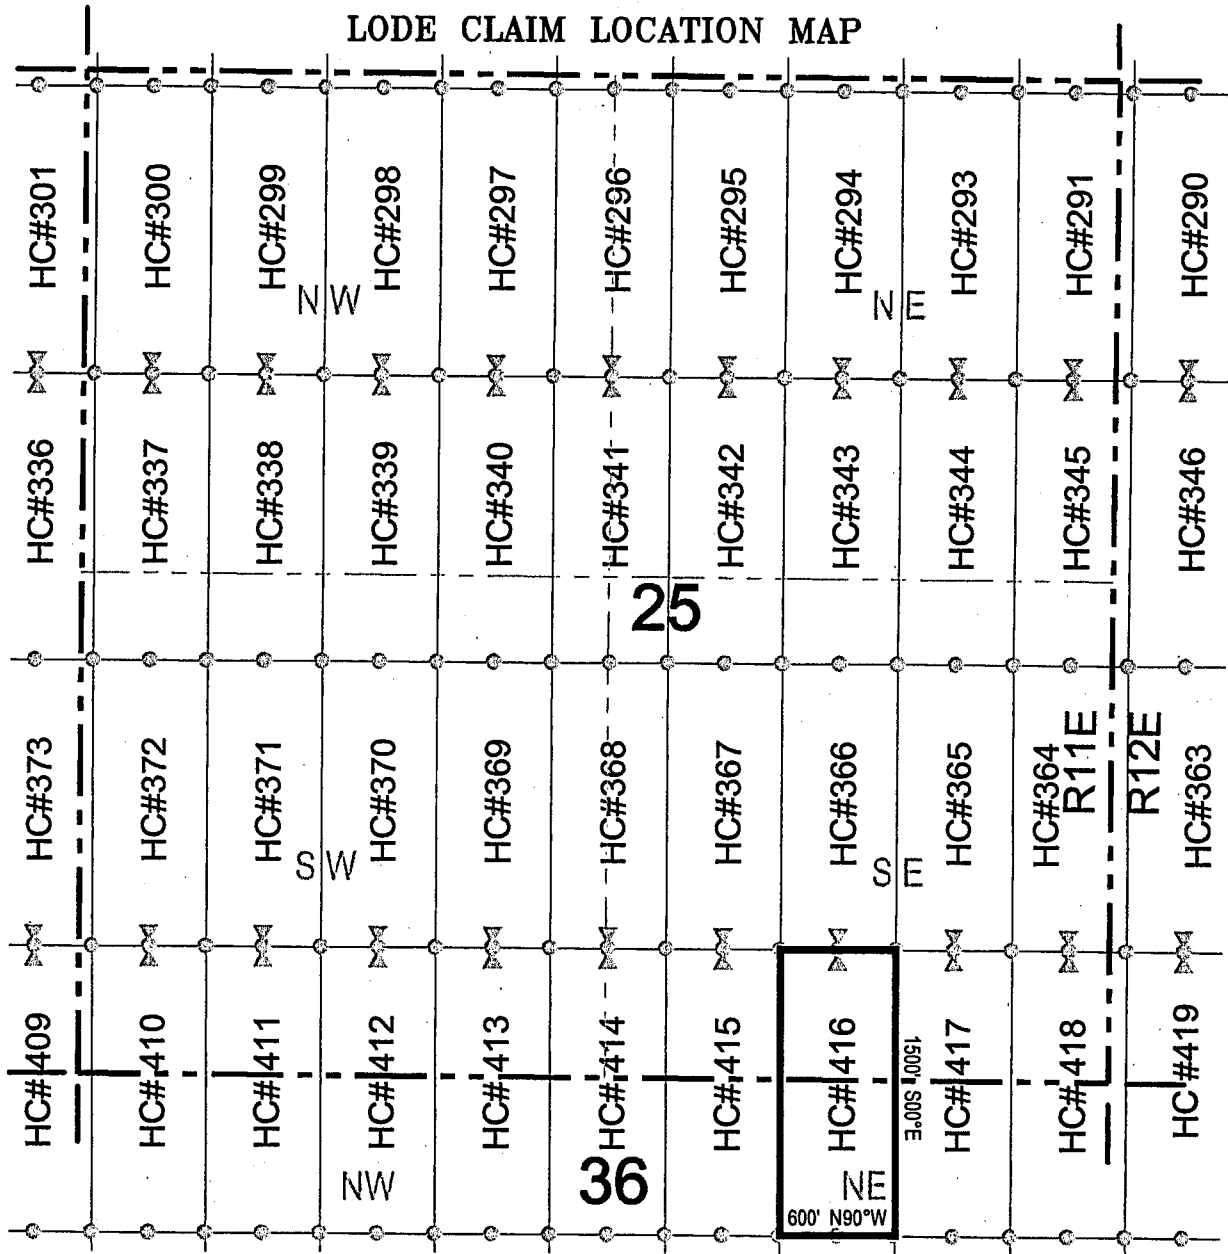 LODE CLAIM LOCATION MAP
HC#301
HC#300
HC#299
HC#298
HC#297
HC#296
HC#295
HC#294
HC#293
HC#291
HC#290
NW
NE
HC#336
HC#337
HC#338
HC#339
HC#340
HC#341
HC#342
HC#343
HC#344
HC#345
HC#346
25
HC#373
HC#372
HC#371
HC#370
HC#369
HC#368
HC#367
HC#366
HC#365
HC#364
R11E
R12E
HC#363
SW
SE
HC#409
HC#410
HC#411
HC#412
HC#413
HC#414
HC#415
HC#416
1500' S00°E
HC#417
HC#418
HC#419
NW
36
NE
600' N90°W